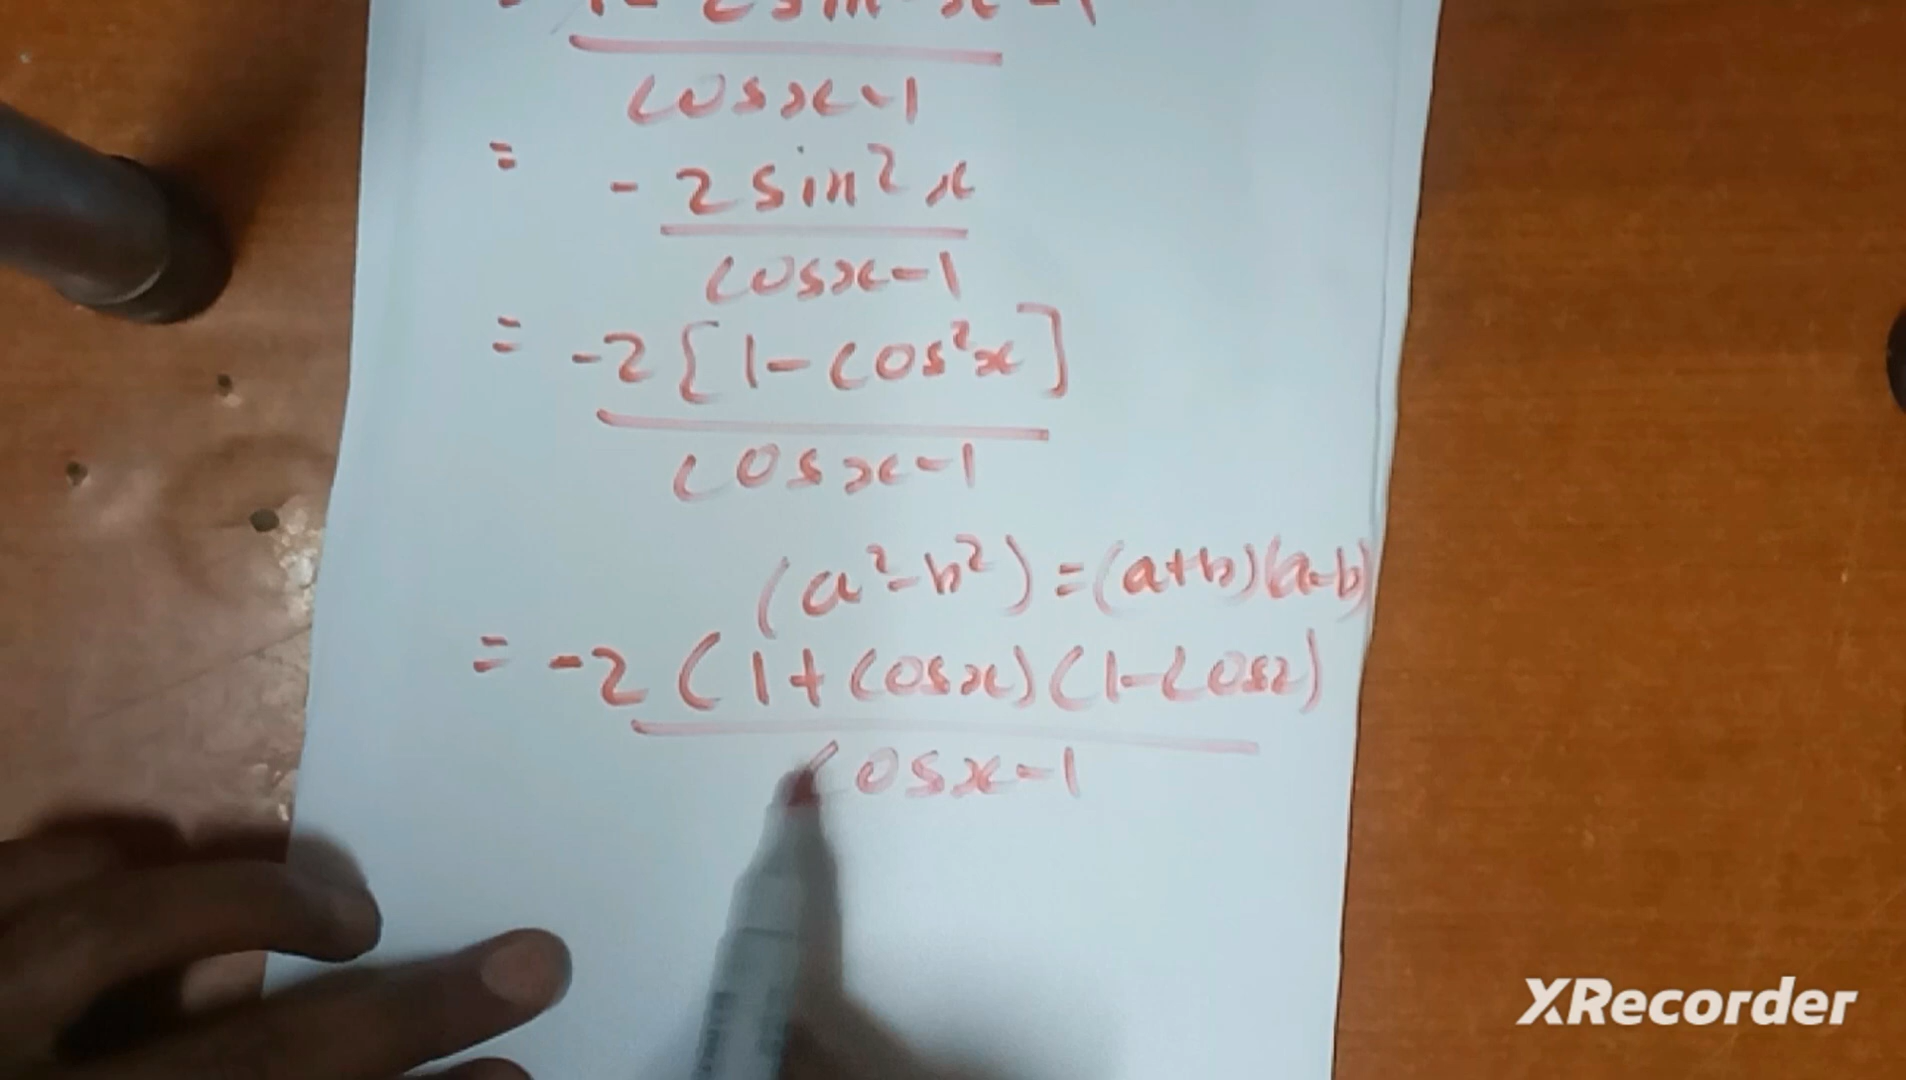 cosx-1
=
-2sin²x
cosx-1
= -2[1-cos²x]
cosx-1
(a²-b²)=(a+b)(a-b)
= -2(1+cosx)(1-cosx)
cosx-1
XRecorder